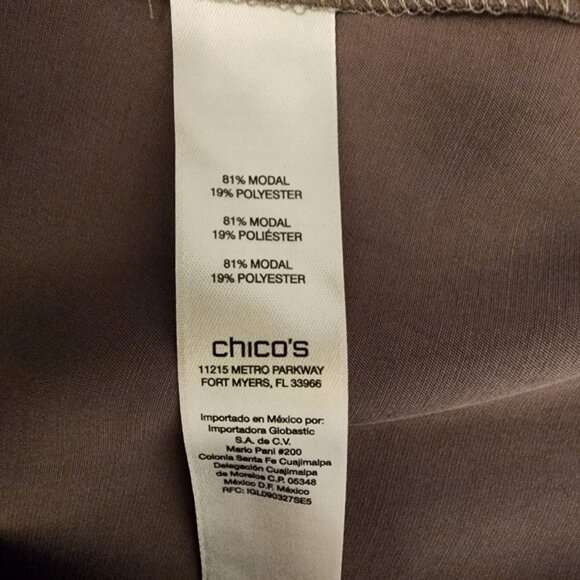 81% MODAL
19% POLYESTER
81% MODAL
19% POLIÉSTER
81% MODAL
19% POLYESTER
chico's
11215 METRO PARKWAY
FORT MYERS, FL 33966
Importado en México por:
Importadora Globastic
S.A. de C.V.
Mario Pani #200
Colonia Santa Fe Cuajimalpa
Delegación Cuajimalpa
de Morelos C.P. 05348
México D.F. México
RFC: IGL090327SE5